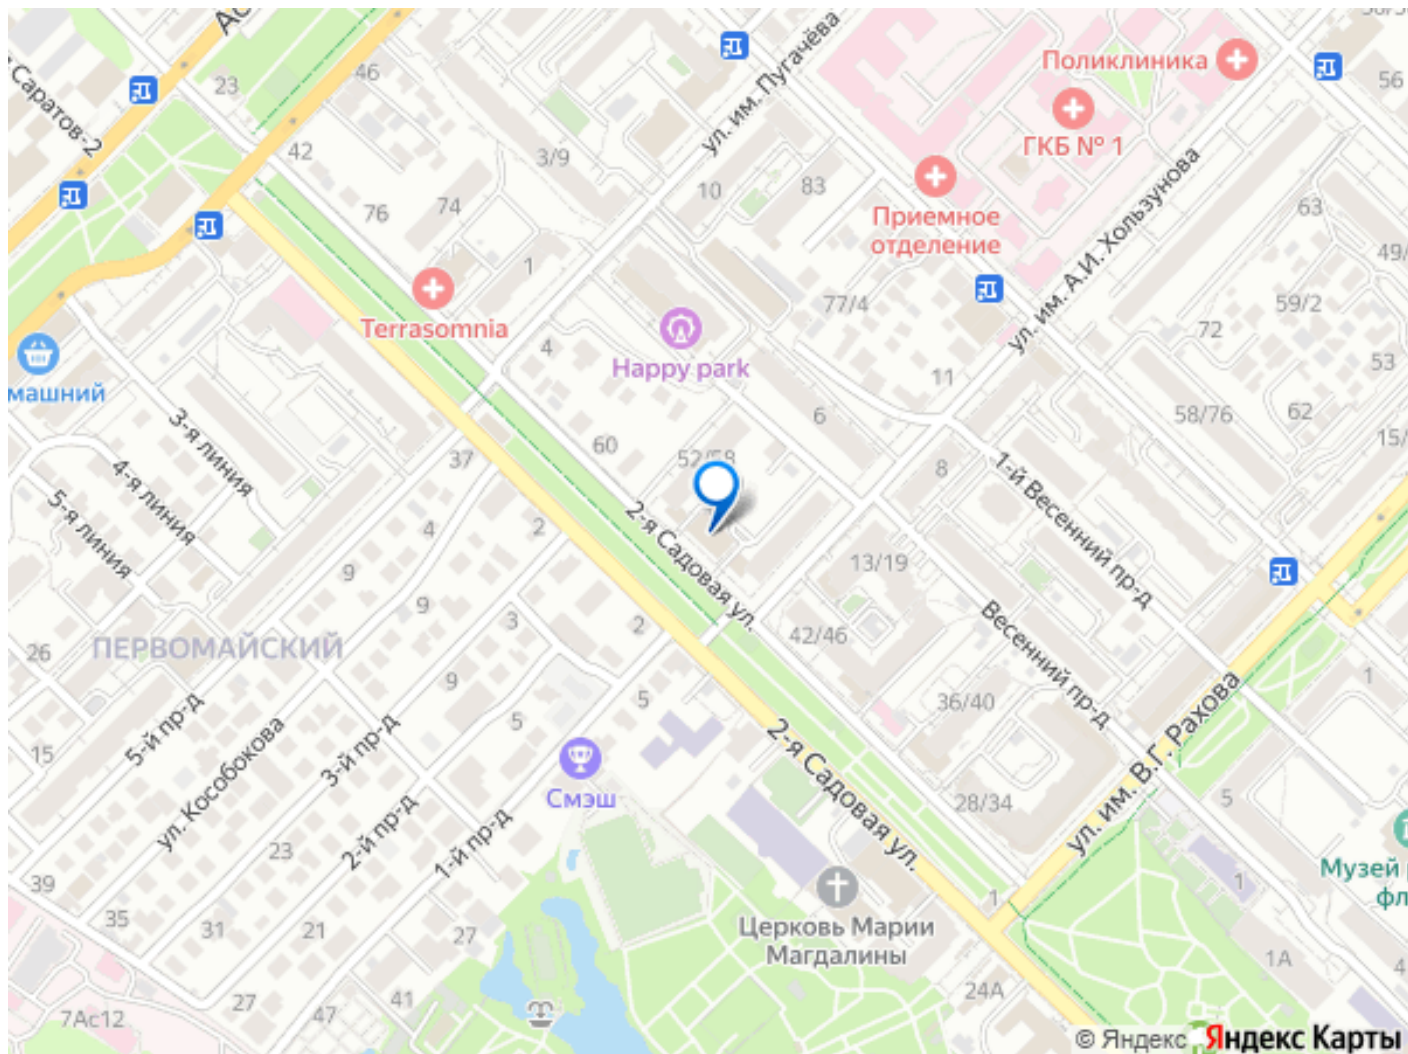 Саратов-2
46
23
42
76
74
3/9
1
ул. им. Пугачёва
10
83
Поликлиника
ГКБ № 1
Приемное
отделение
56
ул. им. А.И. Хользунова
63
49/
59/2
72
53
77/4
Terrasomnia
Happy park
4
11
6
58/76
62
15/
машний
3-я линия
4-я линия
5-я линия
37
60
52/58
8
1-й Весенний пр-д
2-я Садовая ул.
4
2
9
9
3
2
13/19
42/46
Весенний пр-д
ПЕРВОМАЙСКИЙ
26
9
5
5
36/40
1
15
5-й пр-д
ул. Кособокова
3-й пр-д
2-й пр-д
1-й пр-д
Смэш
2-я Садовая ул.
28/34
ул. им. В.Г. Рахова
5
Музей
фл
1
1
23
39
35
31
21
27
Церковь Марии
Магдалины
24А
1А
4
27
47
41
7Ас12
© Яндекс Яндекс Карты